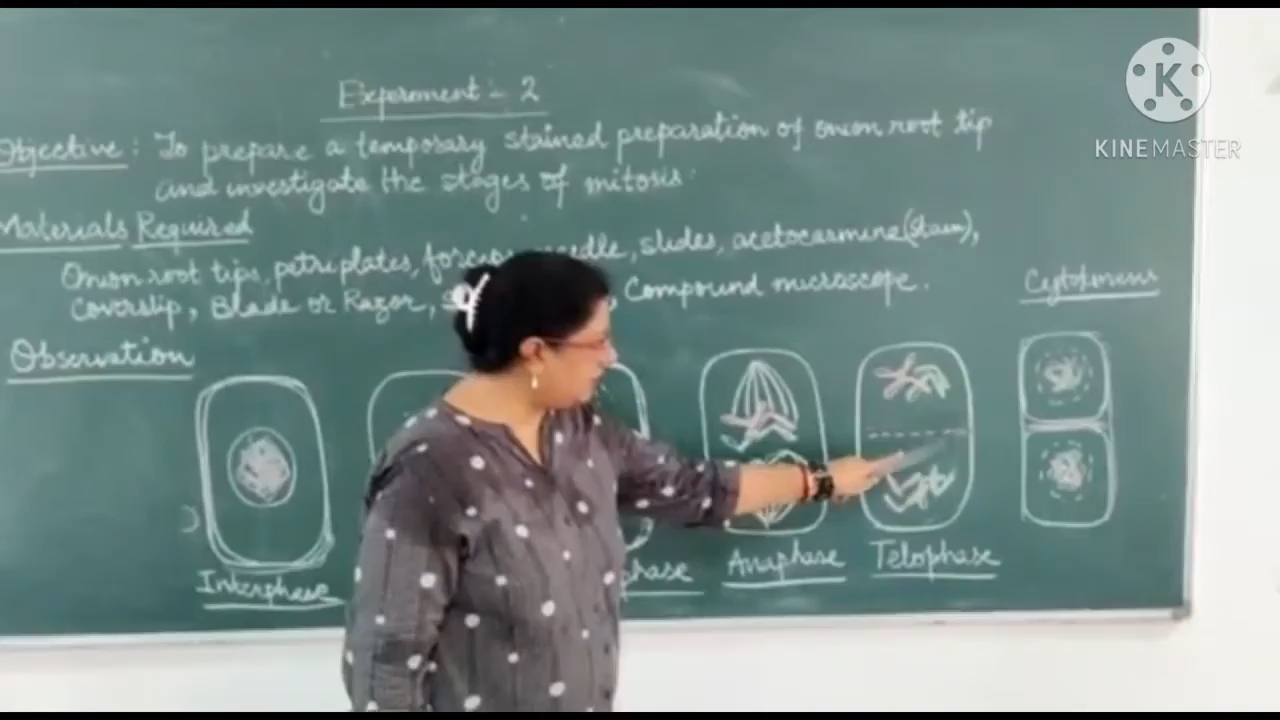 Experiment - 2
Objective: To prepare a temporary stained preparation of onion root tip
and investigate the stages of mitosis.
Materials Required
Onion root tips, petriplates, needle, slides, acetocarmine (stain),
Coverslip, Blade or Razor, Compound microscope.
Cytokinesis
Observation
Interphase
phase
Anaphase
Telophase
K
KINEMASTER